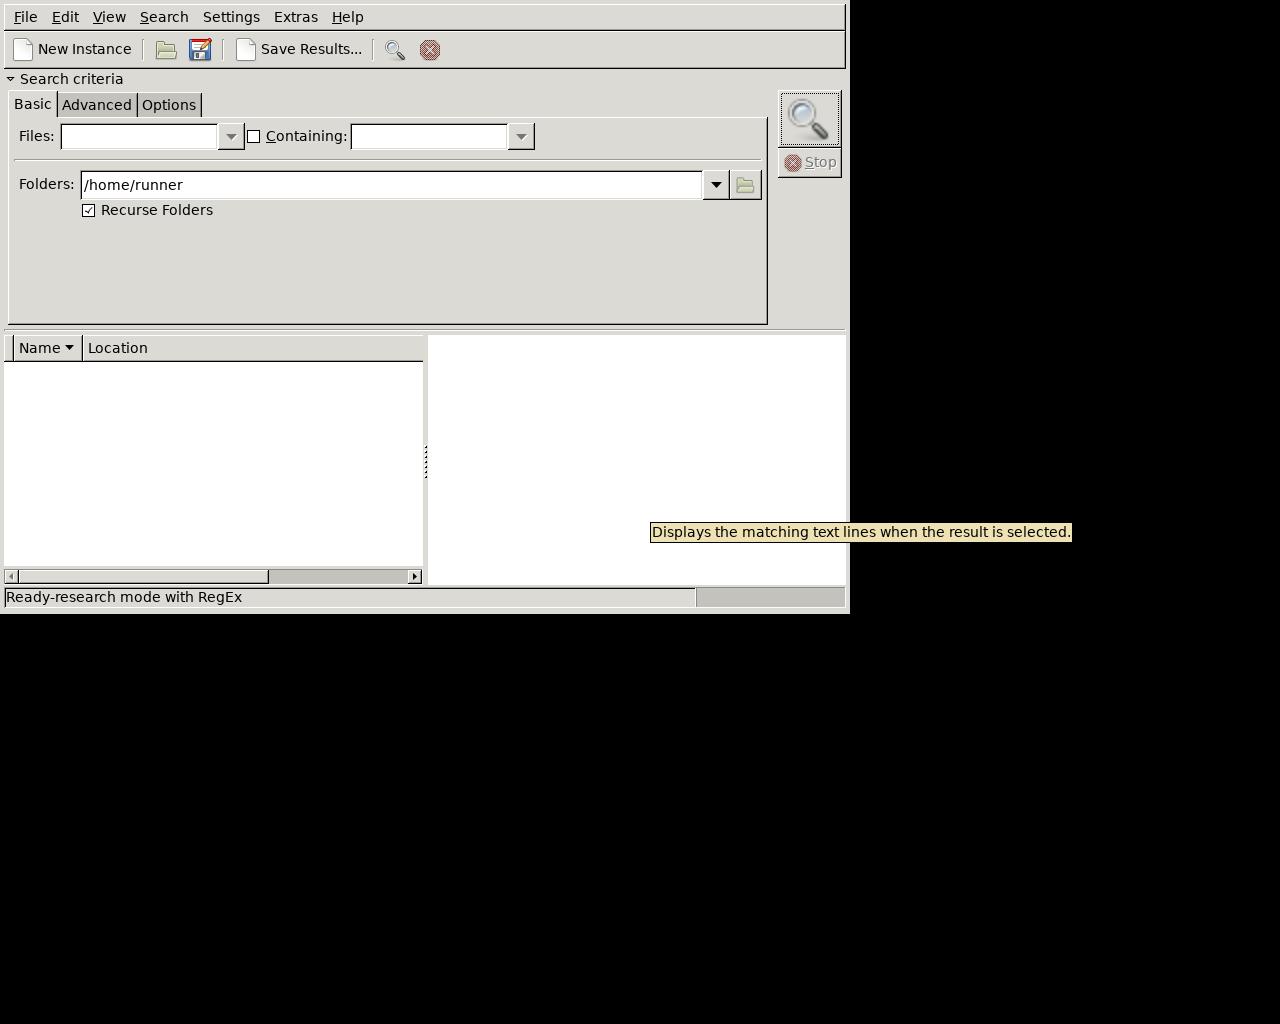 File Edit View Search Settings Extras Help
New Instance Save Results...
Search criteria
Basic Advanced Options
Files: Containing:
Stop
Folders: /home/runner
Recurse Folders
Name Location
Displays the matching text lines when the result is selected.
Ready-research mode with RegEx